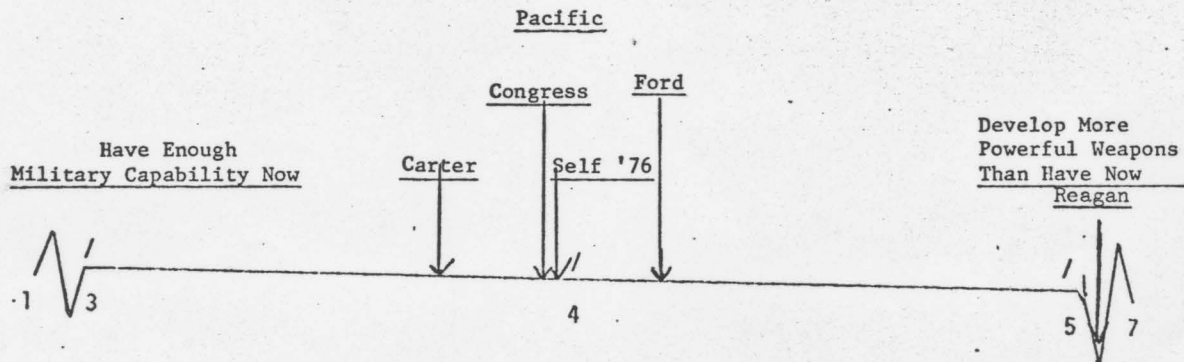 Pacific
Congress
Ford
Have Enough
Military Capability Now
Carter
Self '76
Develop More
Powerful Weapons
Than Have Now
Reagan
1 3 4 5 7